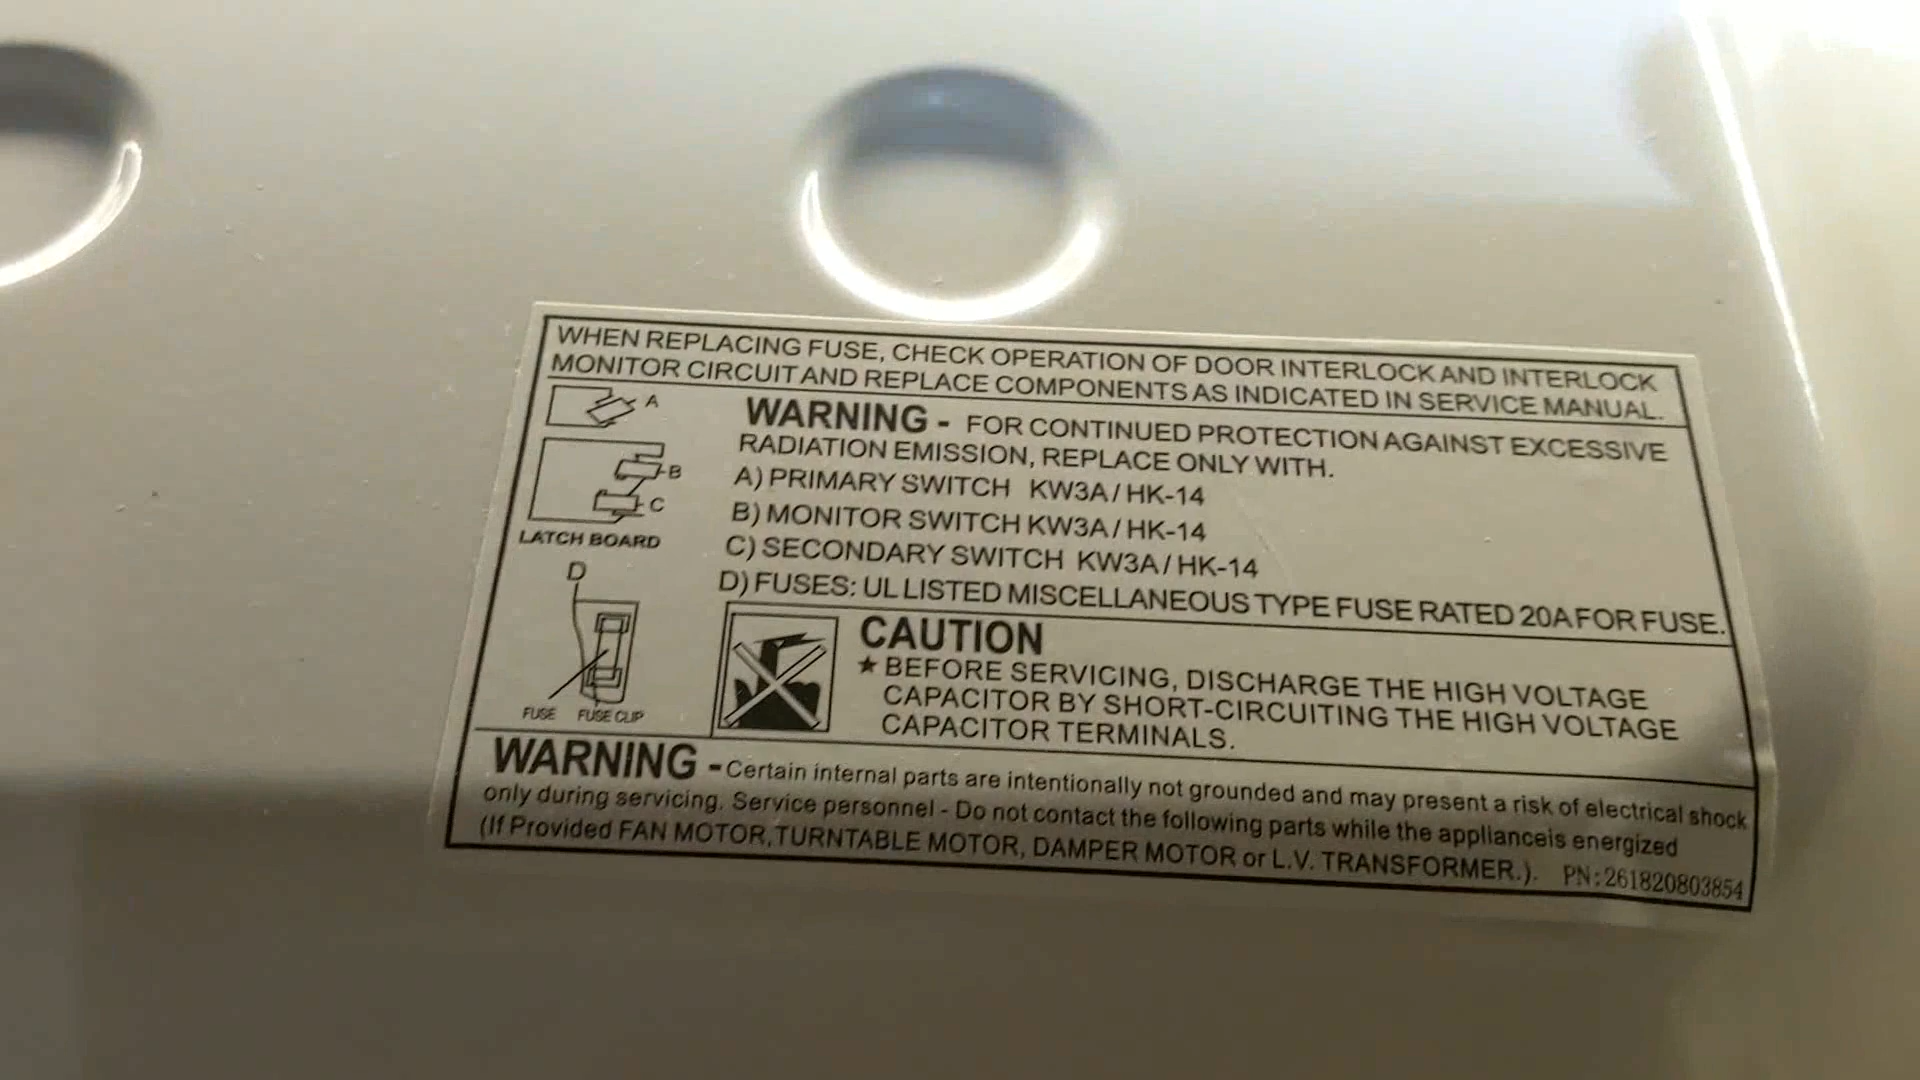 WHEN REPLACING FUSE, CHECK OPERATION OF DOOR INTERLOCK AND INTERLOCK
MONITOR CIRCUIT AND REPLACE COMPONENTS AS INDICATED IN SERVICE MANUAL.
A
B
C
LATCH BOARD
D
FUSE FUSE CLIP
WARNING - FOR CONTINUED PROTECTION AGAINST EXCESSIVE
RADIATION EMISSION, REPLACE ONLY WITH.
A) PRIMARY SWITCH KW3A / HK-14
B) MONITOR SWITCH KW3A / HK-14
C) SECONDARY SWITCH KW3A / HK-14
D) FUSES: UL LISTED MISCELLANEOUS TYPE FUSE RATED 20A FOR FUSE.
CAUTION
★ BEFORE SERVICING, DISCHARGE THE HIGH VOLTAGE
CAPACITOR BY SHORT-CIRCUITING THE HIGH VOLTAGE
CAPACITOR TERMINALS.
WARNING - Certain internal parts are intentionally not grounded and may present a risk of electrical shock
only during servicing. Service personnel - Do not contact the following parts while the applianceis energized
(If Provided FAN MOTOR, TURNTABLE MOTOR, DAMPER MOTOR or L.V. TRANSFORMER.). PN:261820803854